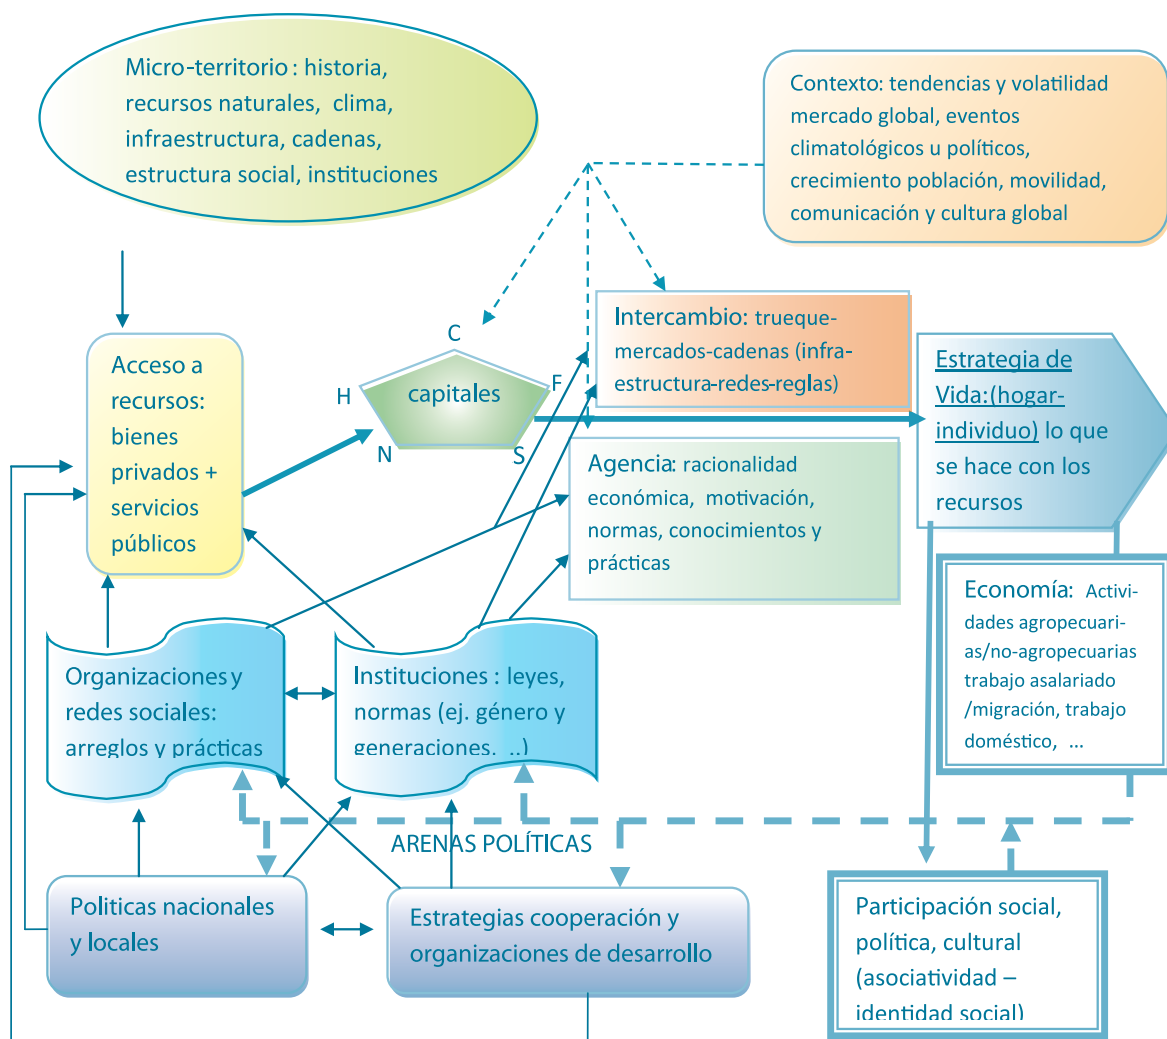 Micro-territorio : historia,
recursos naturales, clima,
infraestructura, cadenas,
estructura social, instituciones
Contexto: tendencias y volatilidad
mercado global, eventos
climatológicos u políticos,
crecimiento población, movilidad,
comunicación y cultura global
Acceso a
recursos:
bienes
privados +
servicios
públicos
C
H
capitales
F
N
S
Intercambio: trueque-
mercados-cadenas (infra-
estructura-redes-reglas)
Agencia: racionalidad
económica, motivación,
normas, conocimientos y
prácticas
Estrategia de
Vida:(hogar-
individuo) lo que
se hace con los
recursos
Economía: Activi-
dades agropecuari-
as/no-agropecuarias
trabajo asalariado
/migración, trabajo
doméstico, ...
Organizaciones y
redes sociales:
arreglos y prácticas
Instituciones : leyes,
normas (ej. género y
generaciones. ..)
ARENAS POLÍTICAS
Politicas nacionales
y locales
Estrategias cooperación y
organizaciones de desarrollo
Participación social,
política, cultural
(asociatividad –
identidad social)